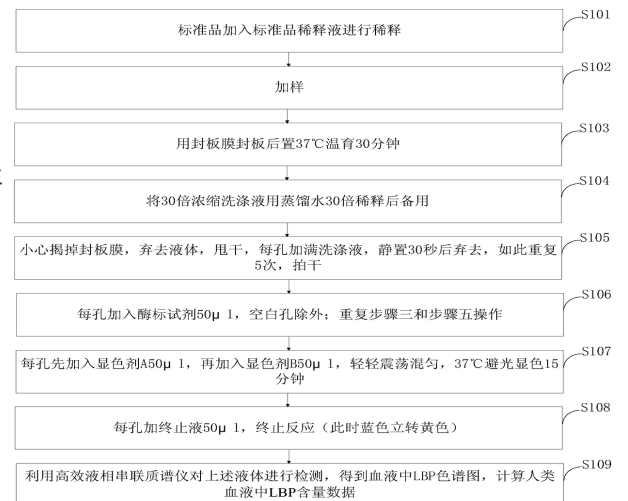 S101
标准品加入标准品稀释液进行稀释
S102
加样
S103
用封板膜封板后置37℃温育30分钟
S104
将30倍浓缩洗涤液用蒸馏水30倍稀释后备用
S105
小心揭掉封板膜，弃去液体，甩干，每孔加满洗涤液，静置30秒后弃去，如此重复
5次，拍干
S106
每孔加入酶标试剂50μ l，空白孔除外；重复步骤三和步骤五操作
S107
每孔先加入显色剂A50μ l，再加入显色剂B50μ l，轻轻震荡混匀，37℃避光显色15
分钟
S108
每孔加终止液50μ l，终止反应（此时蓝色立转黄色）
S109
利用高效液相串联质谱仪对上述液体进行检测，得到血液中LBP色谱图，计算人类
血液中LBP含量数据